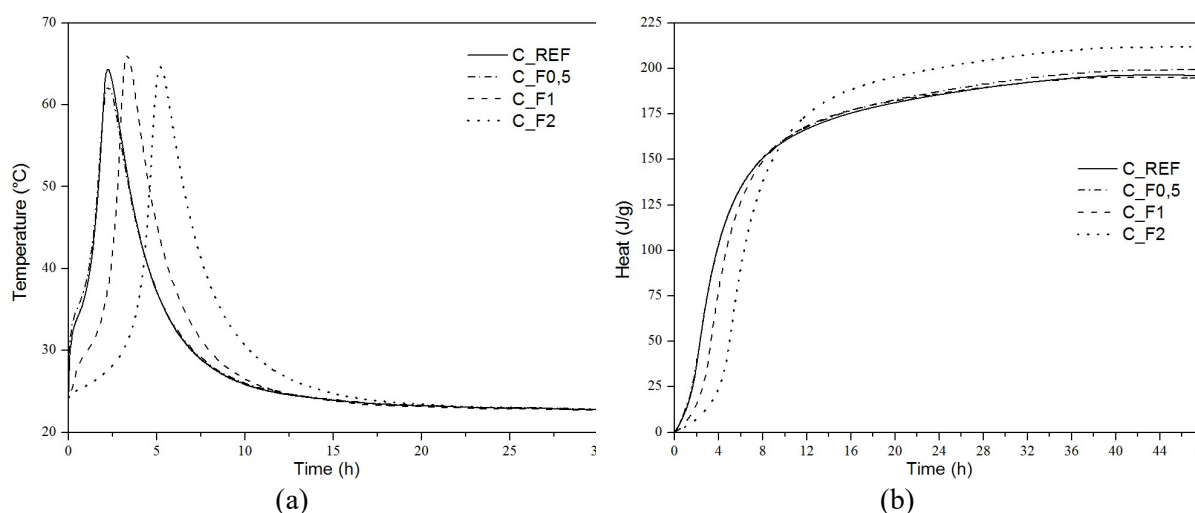 70
60
50
40
30
20
Temperature (°C)
0
5
10
15
20
25
3
Time (h)
C_REF
C_F0,5
C_F1
C_F2
(a)
225
200
175
150
125
100
75
50
25
0
Heat (J/g)
0
4
8
12
16
20
24
28
32
36
40
44
Time (h)
C_REF
C_F0,5
C_F1
C_F2
(b)